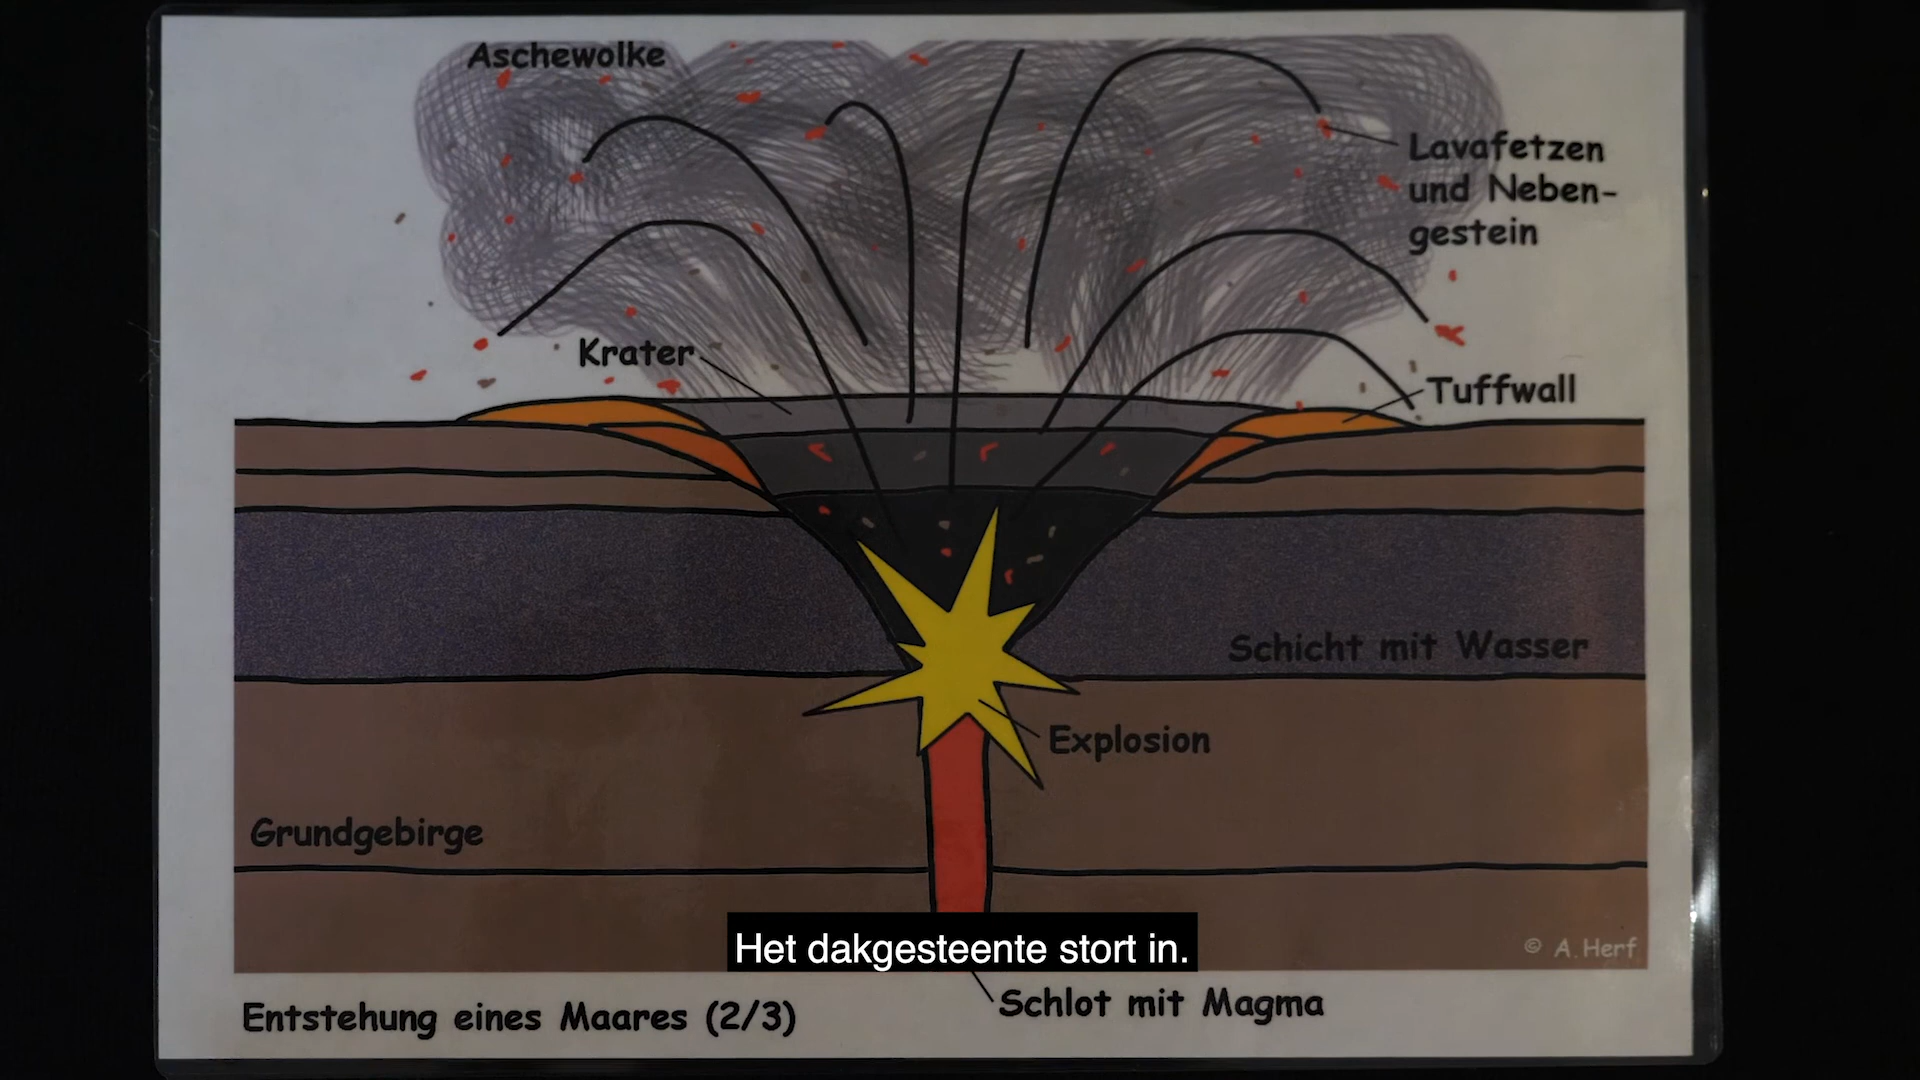 Aschewolke
Lavafetzen
und Neben-
gestein
Krater
Tuffwall
Schicht mit Wasser
Explosion
Grundgebirge
Het dakgesteente stort in.
© A. Herf
Schlot mit Magma
Entstehung eines Maares (2/3)